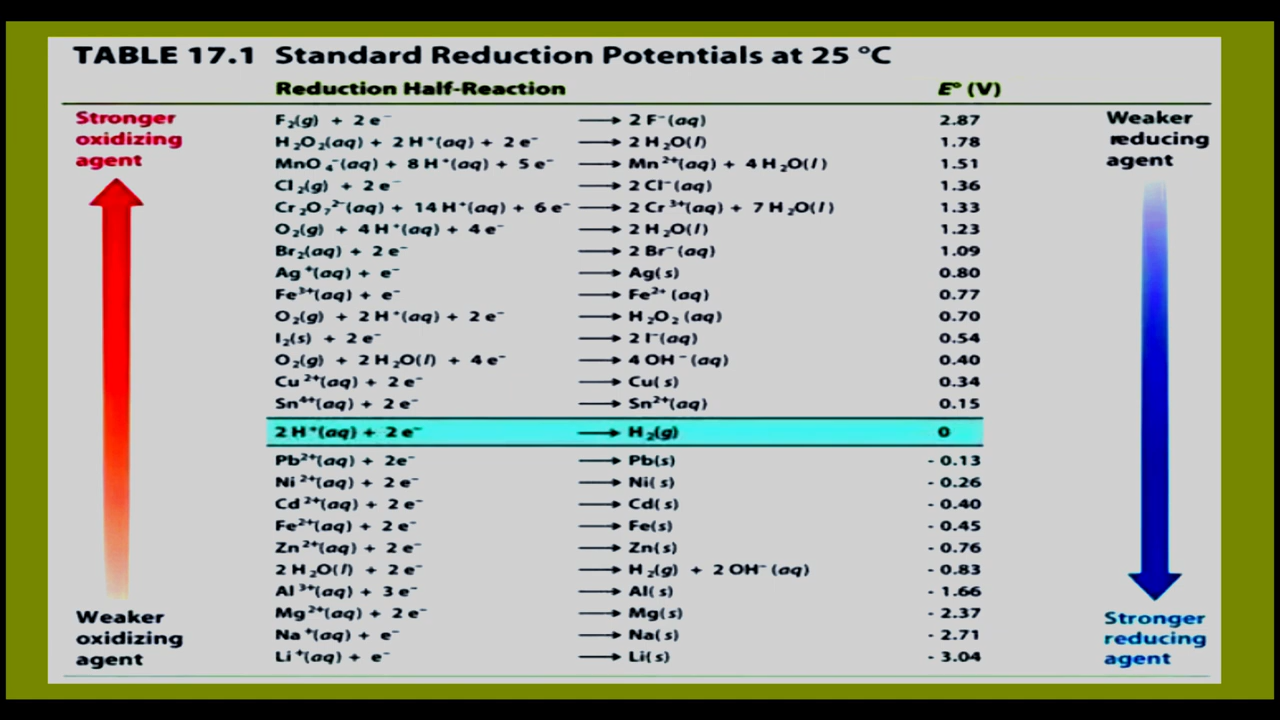 TABLE 17.1 Standard Reduction Potentials at 25 °C
Reduction Half-Reaction E° (V)
Stronger oxidizing agent
Weaker reducing agent
F₂(g) + 2 e⁻ ⟶ 2 F⁻(aq) 2.87
H₂O₂(aq) + 2 H⁺(aq) + 2 e⁻ ⟶ 2 H₂O(l) 1.78
MnO₄⁻(aq) + 8 H⁺(aq) + 5 e⁻ ⟶ Mn²⁺(aq) + 4 H₂O(l) 1.51
Cl₂(g) + 2 e⁻ ⟶ 2 Cl⁻(aq) 1.36
Cr₂O₇²⁻(aq) + 14 H⁺(aq) + 6 e⁻ ⟶ 2 Cr³⁺(aq) + 7 H₂O(l) 1.33
O₂(g) + 4 H⁺(aq) + 4 e⁻ ⟶ 2 H₂O(l) 1.23
Br₂(aq) + 2 e⁻ ⟶ 2 Br⁻(aq) 1.09
Ag⁺(aq) + e⁻ ⟶ Ag(s) 0.80
Fe³⁺(aq) + e⁻ ⟶ Fe²⁺(aq) 0.77
O₂(g) + 2 H⁺(aq) + 2 e⁻ ⟶ H₂O₂(aq) 0.70
I₂(s) + 2 e⁻ ⟶ 2 I⁻(aq) 0.54
O₂(g) + 2 H₂O(l) + 4 e⁻ ⟶ 4 OH⁻(aq) 0.40
Cu²⁺(aq) + 2 e⁻ ⟶ Cu(s) 0.34
Sn⁴⁺(aq) + 2 e⁻ ⟶ Sn²⁺(aq) 0.15
2 H⁺(aq) + 2 e⁻ ⟶ H₂(g) 0
Pb²⁺(aq) + 2e⁻ ⟶ Pb(s) - 0.13
Ni²⁺(aq) + 2 e⁻ ⟶ Ni(s) - 0.26
Cd²⁺(aq) + 2 e⁻ ⟶ Cd(s) - 0.40
Fe²⁺(aq) + 2 e⁻ ⟶ Fe(s) - 0.45
Zn²⁺(aq) + 2 e⁻ ⟶ Zn(s) - 0.76
2 H₂O(l) + 2 e⁻ ⟶ H₂(g) + 2 OH⁻(aq) - 0.83
Al³⁺(aq) + 3 e⁻ ⟶ Al(s) - 1.66
Mg²⁺(aq) + 2 e⁻ ⟶ Mg(s) - 2.37
Na⁺(aq) + e⁻ ⟶ Na(s) - 2.71
Li⁺(aq) + e⁻ ⟶ Li(s) - 3.04
Weaker oxidizing agent
Stronger reducing agent